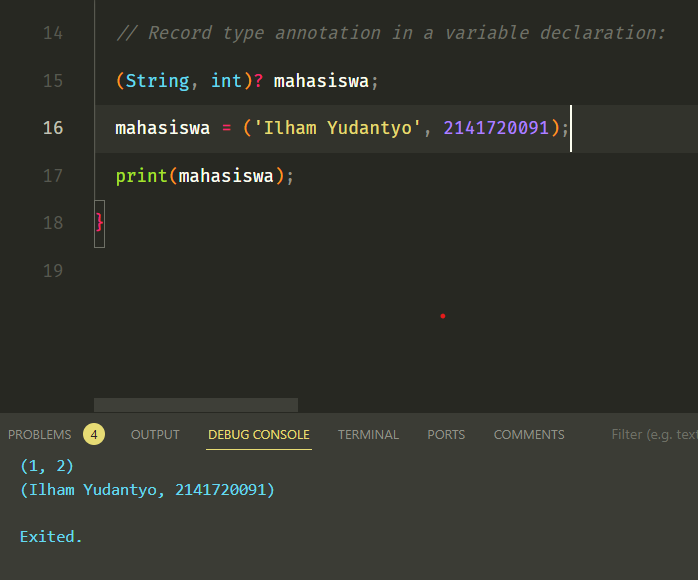 14 // Record type annotation in a variable declaration:
15 (String, int)? mahasiswa;
16 mahasiswa = ('Ilham Yudantyo', 2141720091);
17 print(mahasiswa);
18 }
19
PROBLEMS 4 OUTPUT DEBUG CONSOLE TERMINAL PORTS COMMENTS Filter (e.g. text
(1, 2)
(Ilham Yudantyo, 2141720091)
Exited.